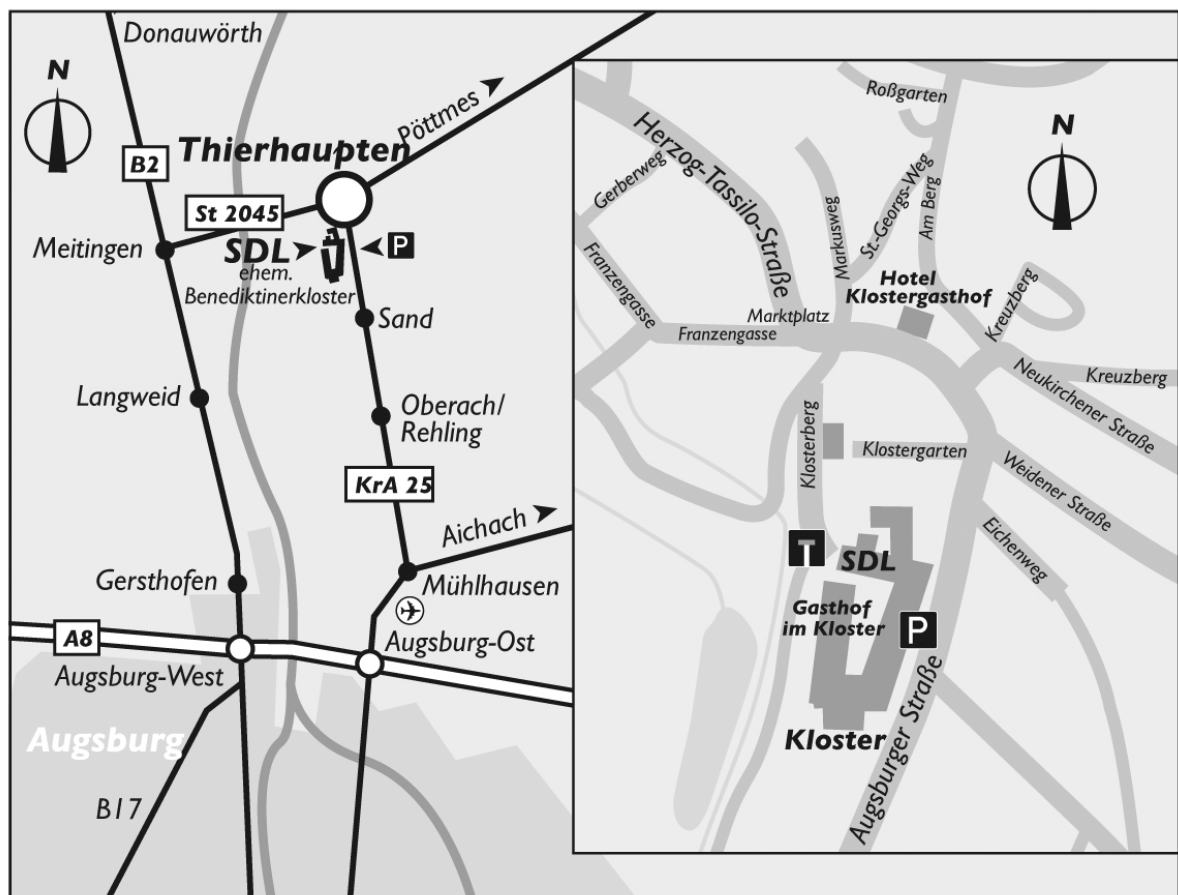 Donauwörth
N
B2
Thierhaupten
Pöttmes
St 2045
Meitingen
SDL
P
ehem.
Benediktinerkloster
Sand
Langweid
Oberach/
Rehling
KrA 25
Aichach
Gersthofen
Mühlhausen
A8
Augsburg-Ost
Augsburg-West
Augsburg
B17
Roßgarten
N
Herzog-Tassilo-Straße
Gerberweg
Markusweg
St.-Georgs-Weg
Am Berg
Franzengasse
Hotel
Klostergasthof
Kreuzberg
Marktplatz
Franzengasse
Kreuzberg
Neukirchener Straße
Klosterberg
Klostergarten
Weidener Straße
Eichenweg
T
SDL
Gasthof
im Kloster
P
Kloster
Augsburger Straße